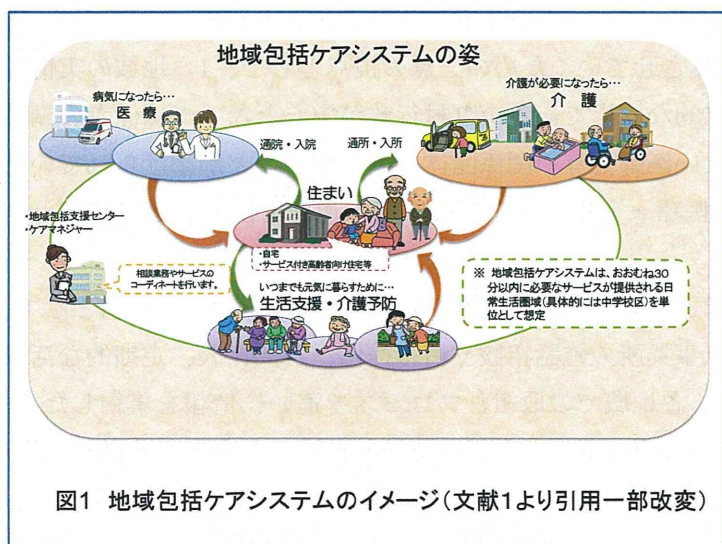 地域包括ケアシステムの姿
病気になったら…
医 療
介護が必要になったら…
介 護
通院・入院
通所・入所
住まい
・地域包括支援センター
・ケアマネジャー
相談業務やサービスの
コーディネートを行います。
・自宅
・サービス付き高齢者向け住宅等
いつまでも元気に暮らすために…
生活支援・介護予防
※ 地域包括ケアシステムは、おおむね30
分以内に必要なサービスが提供される日
常生活圏域(具体的には中学校区)を単
位として想定
図1 地域包括ケアシステムのイメージ(文献1より引用一部改変)